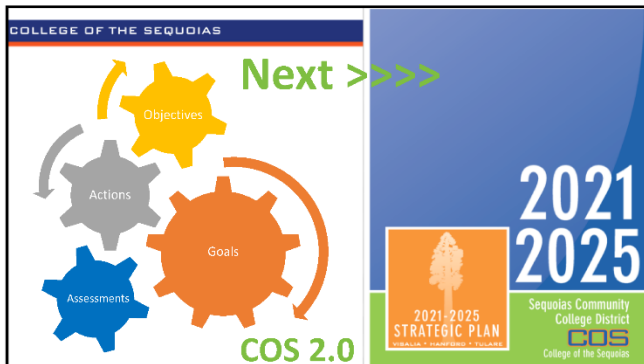 COLLEGE OF THE SEQUOIAS
Next >>>>
Objectives
Actions
Goals
Assessments
COS 2.0
2021
2025
2021-2025
STRATEGIC PLAN
VISALIA • HANFORD • TULARE
Sequoias Community
College District
COS
College of the Sequoias